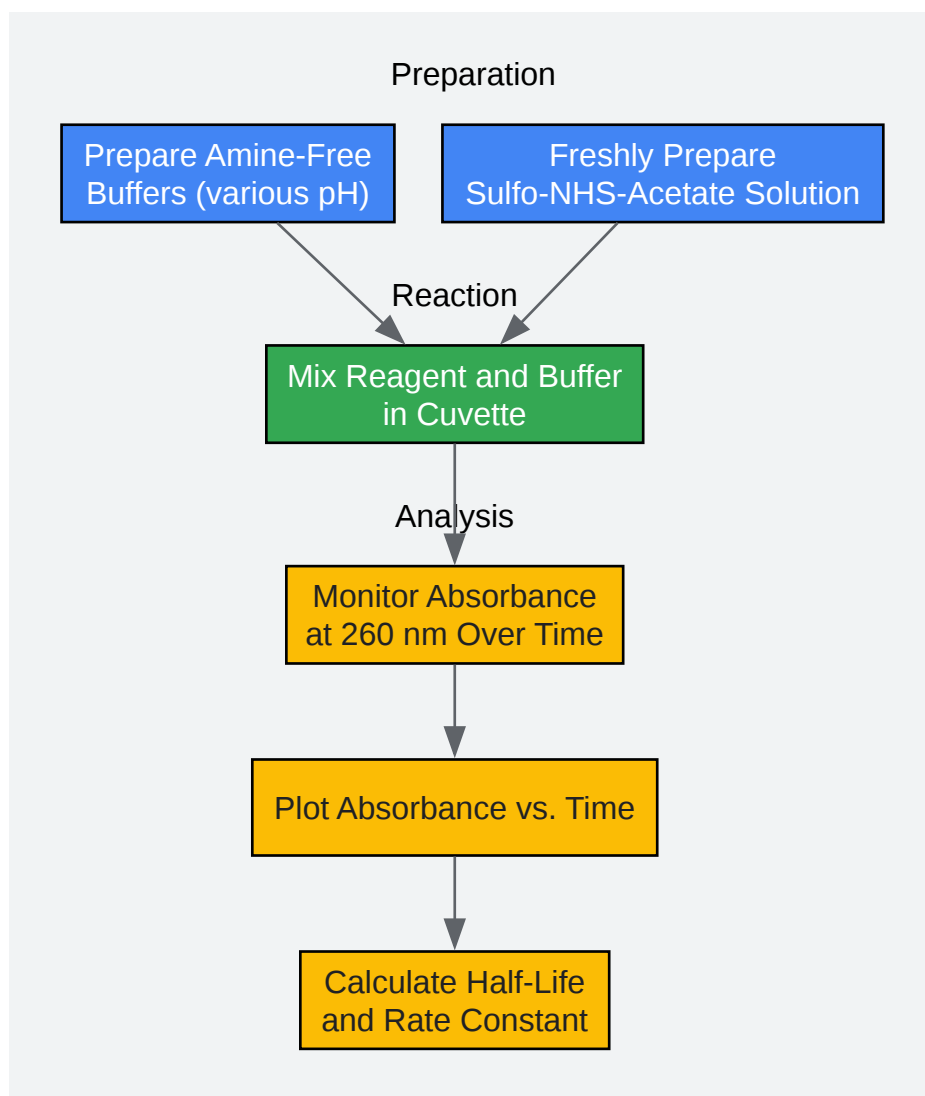 Preparation
Prepare Amine-Free
Buffers (various pH)
Freshly Prepare
Sulfo-NHS-Acetate Solution
Reaction
Mix Reagent and Buffer
in Cuvette
Analysis
Monitor Absorbance
at 260 nm Over Time
Plot Absorbance vs. Time
Calculate Half-Life
and Rate Constant